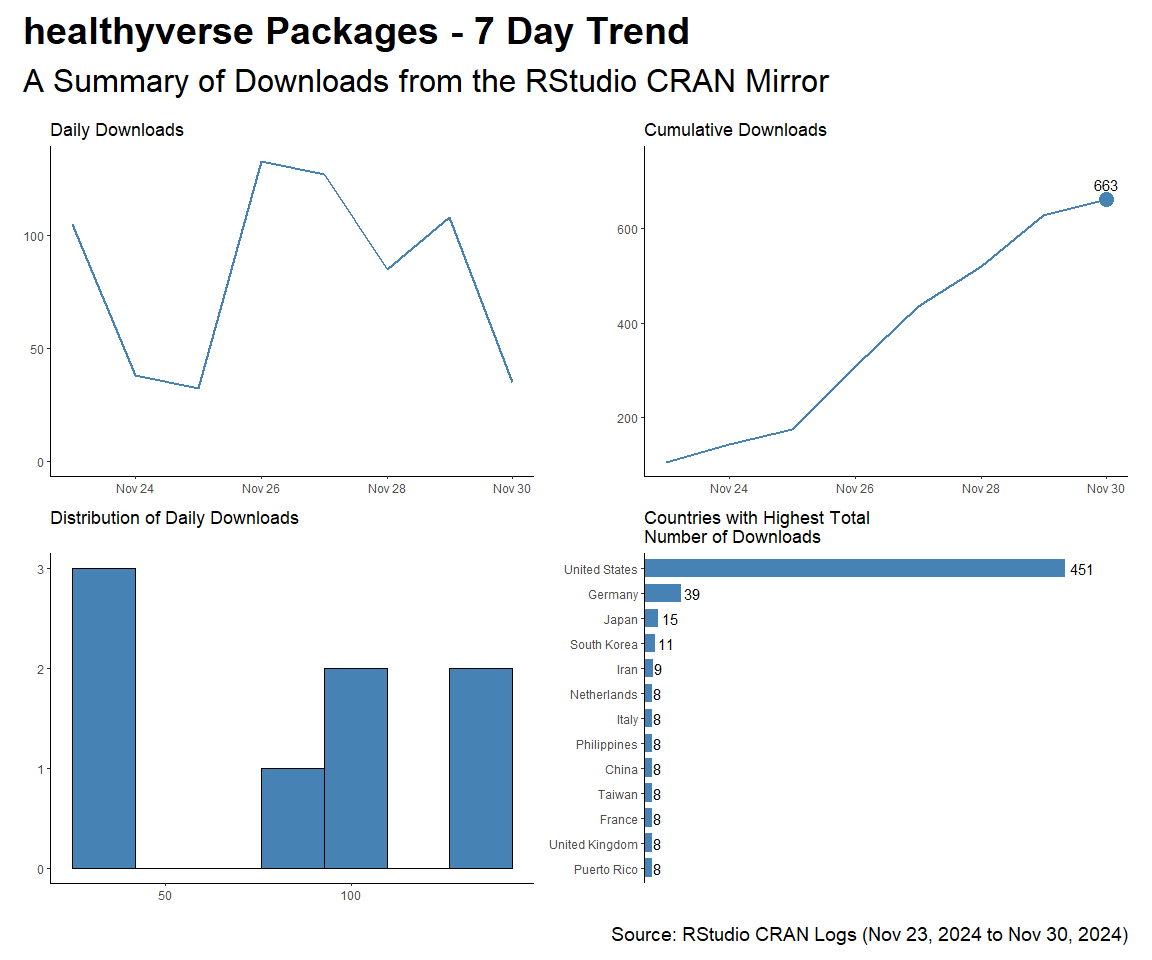 healthyverse Packages - 7 Day Trend
A Summary of Downloads from the RStudio CRAN Mirror
Daily Downloads
100
50
0
Nov 24
Nov 26
Nov 28
Nov 30
Cumulative Downloads
663
600
400
200
Nov 24
Nov 26
Nov 28
Nov 30
Distribution of Daily Downloads
3
2
1
0
50
100
Countries with Highest Total
Number of Downloads
United States 451
Germany 39
Japan 15
South Korea 11
Iran 9
Netherlands 8
Italy 8
Philippines 8
China 8
Taiwan 8
France 8
United Kingdom 8
Puerto Rico 8
Source: RStudio CRAN Logs (Nov 23, 2024 to Nov 30, 2024)